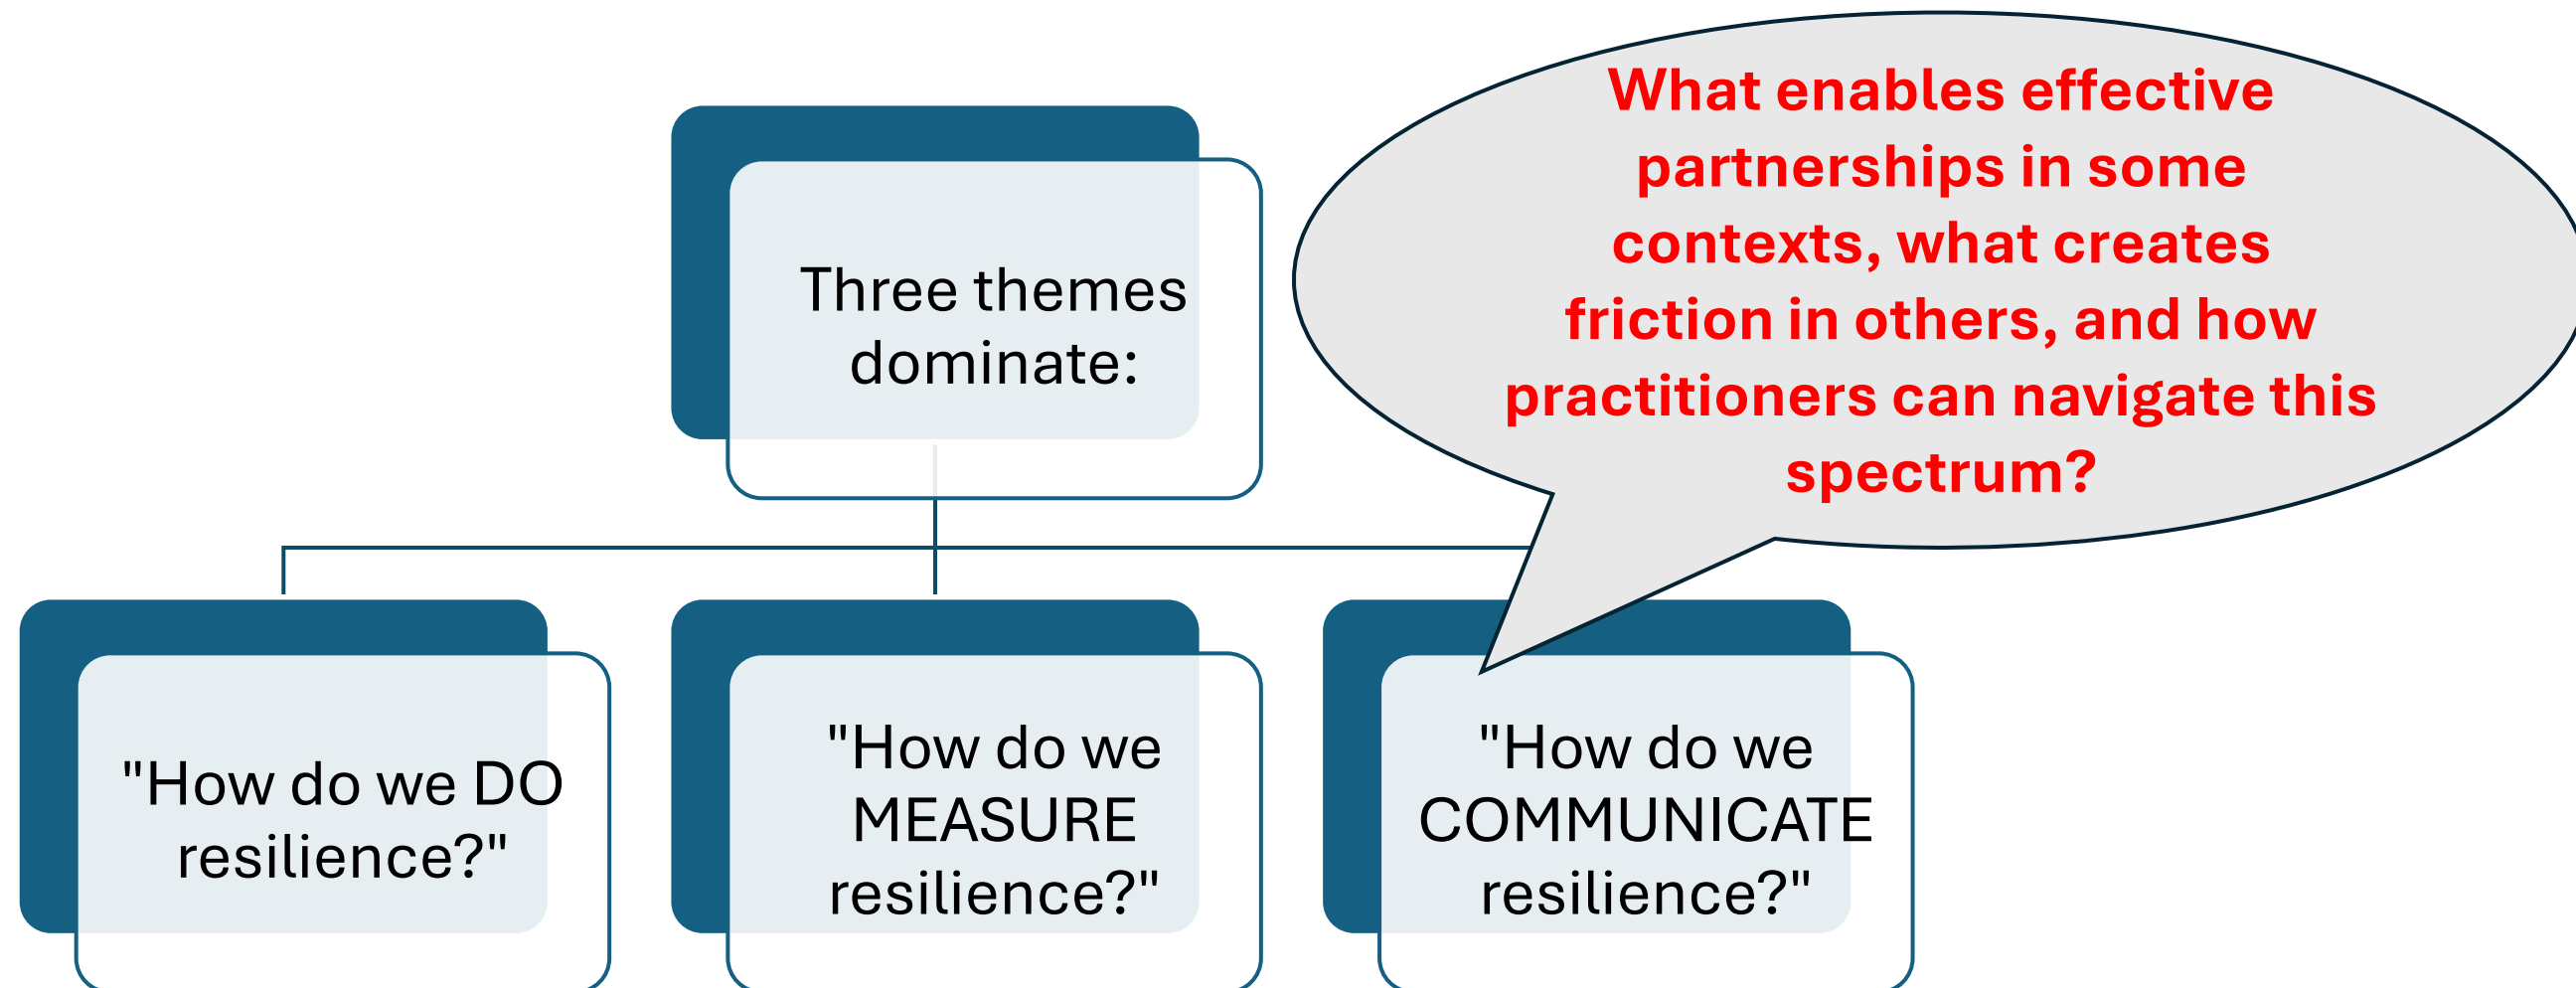 Three themes
dominate:
What enables effective
partnerships in some
contexts, what creates
friction in others, and how
practitioners can navigate this
spectrum?
"How do we DO
resilience?"
"How do we
MEASURE
resilience?"
"How do we
COMMUNICATE
resilience?"